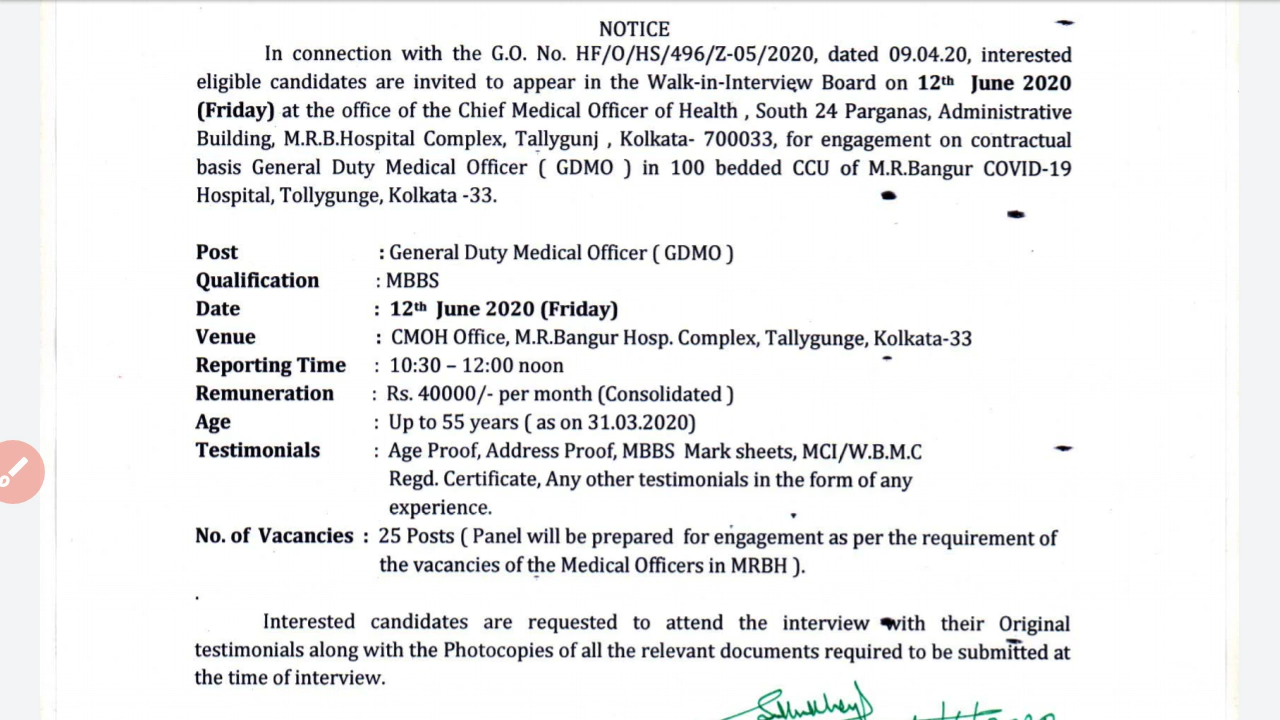 NOTICE
In connection with the G.O. No. HF/O/HS/496/Z-05/2020, dated 09.04.20, interested
eligible candidates are invited to appear in the Walk-in-Interview Board on 12th June 2020
(Friday) at the office of the Chief Medical Officer of Health , South 24 Parganas, Administrative
Building, M.R.B.Hospital Complex, Tallygunj , Kolkata- 700033, for engagement on contractual
basis General Duty Medical Officer ( GDMO ) in 100 bedded CCU of M.R.Bangur COVID-19
Hospital, Tollygunge, Kolkata -33.
Post : General Duty Medical Officer ( GDMO )
Qualification : MBBS
Date : 12th June 2020 (Friday)
Venue : CMOH Office, M.R.Bangur Hosp. Complex, Tallygunge, Kolkata-33
Reporting Time : 10:30 – 12:00 noon
Remuneration : Rs. 40000/- per month (Consolidated )
Age : Up to 55 years ( as on 31.03.2020)
Testimonials : Age Proof, Address Proof, MBBS Mark sheets, MCI/W.B.M.C
Regd. Certificate, Any other testimonials in the form of any
experience.
No. of Vacancies : 25 Posts ( Panel will be prepared for engagement as per the requirement of
the vacancies of the Medical Officers in MRBH ).
Interested candidates are requested to attend the interview with their Original
testimonials along with the Photocopies of all the relevant documents required to be submitted at
the time of interview.